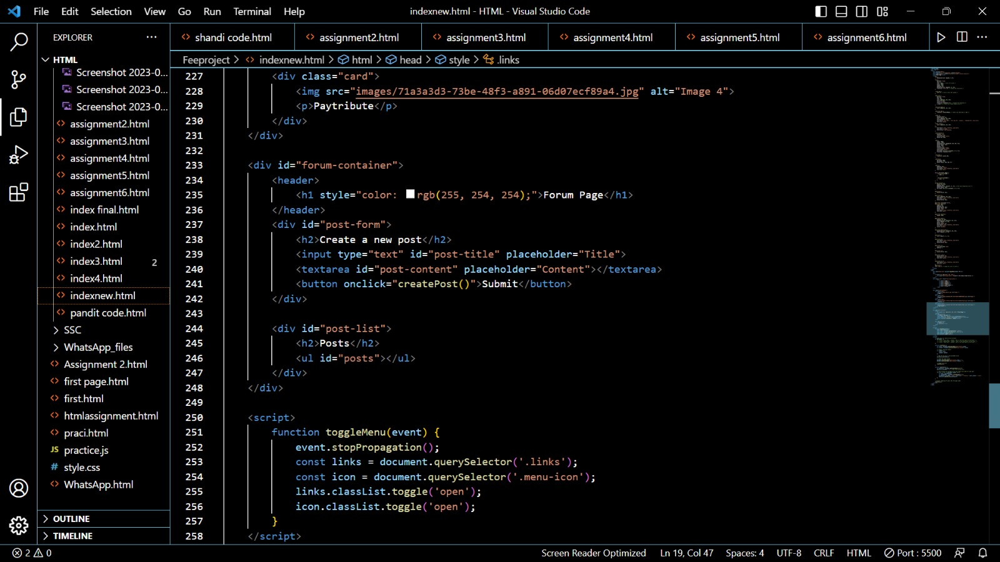 File Edit Selection View Go Run Terminal Help
indexnew.html - HTML - Visual Studio Code
EXPLORER ...
shandi code.html
assignment2.html
assignment3.html
assignment4.html
assignment5.html
assignment6.html
Feeproject > indexnew.html > html > head > style > .links
HTML
Screenshot 2023-0...
Screenshot 2023-0...
Screenshot 2023-0...
assignment2.html
assignment3.html
assignment4.html
assignment5.html
assignment6.html
index final.html
index.html
index2.html
index3.html 2
index4.html
indexnew.html
pandit code.html
SSC
WhatsApp_files
Assignment 2.html
first page.html
first.html
htmlassignment.html
praci.html
JS practice.js
# style.css
WhatsApp.html
OUTLINE
TIMELINE
227 <div class="card">
228 <img src="images/71a3a3d3-73be-48f3-a891-06d07ecf89a4.jpg" alt="Image 4">
229 <p>Paytribute</p>
230 </div>
231 </div>
232
233 <div id="forum-container">
234 <header>
235 <h1 style="color: rgb(255, 254, 254);">Forum Page</h1>
236 </header>
237 <div id="post-form">
238 <h2>Create a new post</h2>
239 <input type="text" id="post-title" placeholder="Title">
240 <textarea id="post-content" placeholder="Content"></textarea>
241 <button onclick="createPost()">Submit</button>
242 </div>
243
244 <div id="post-list">
245 <h2>Posts</h2>
246 <ul id="posts"></ul>
247 </div>
248 </div>
249
250 <script>
251 function toggleMenu(event) {
252 event.stopPropagation();
253 const links = document.querySelector('.links');
254 const icon = document.querySelector('.menu-icon');
255 links.classList.toggle('open');
256 icon.classList.toggle('open');
257 }
258 </script>
2 0
Screen Reader Optimized Ln 19, Col 47 Spaces: 4 UTF-8 CRLF HTML Port : 5500